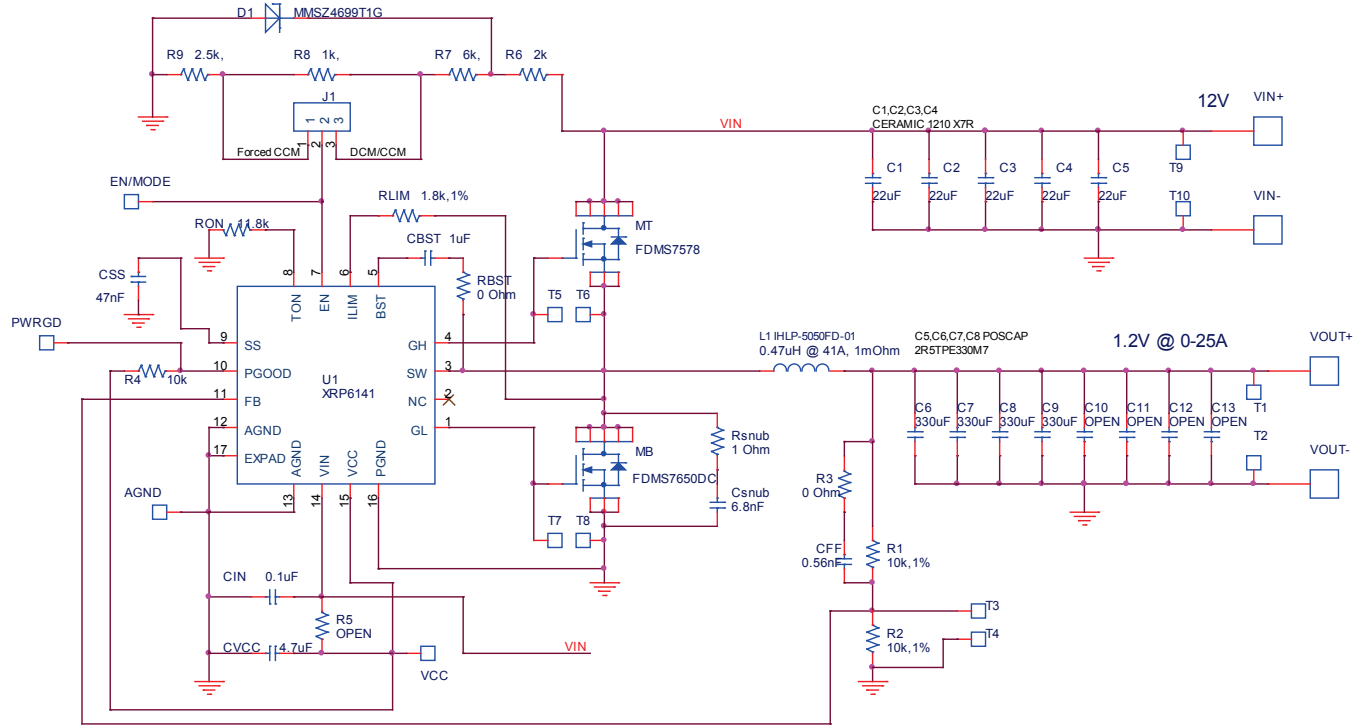 D1 MMSZ4699T1G
R9 2.5k,
R8 1k,
R7 6k,
R6 2k
J1
1 2 3
1 2 3
Forced CCM
DCM/CCM
EN/MODE
VIN
C1,C2,C3,C4
CERAMIC 1210 X7R
12V
VIN+
C1
22uF
C2
22uF
C3
22uF
C4
22uF
C5
22uF
T9
T10
VIN-
RLIM 1.8k,1%
RON 11.8k
CBST 1uF
RBST
0 Ohm
MT
FDMS7578
CSS
47nF
PWRGD
R4 10k
8 7 6 5
TON EN ILIM BST
9 SS
10 PGOOD
11 FB
12 AGND
17 EXPAD
U1
XRP6141
GH 4
SW 3
NC 2
GL 1
AGND VIN VCC PGND
13 14 15 16
T5 T6
L1 IHLP-5050FD-01
0.47uH @ 41A, 1mOhm
C5,C6,C7,C8 POSCAP
2R5TPE330M7
1.2V @ 0-25A
VOUT+
C6
330uF
C7
330uF
C8
330uF
C9
330uF
C10
OPEN
C11
OPEN
C12
OPEN
C13
OPEN
T1
T2
VOUT-
MB
FDMS7650DC
Rsnub
1 Ohm
Csnub
6.8nF
T7 T8
AGND
R3
0 Ohm
CFF
0.56nF
R1
10k,1%
R2
10k,1%
T3
T4
CIN 0.1uF
R5
OPEN
CVCC 4.7uF
VCC
VIN